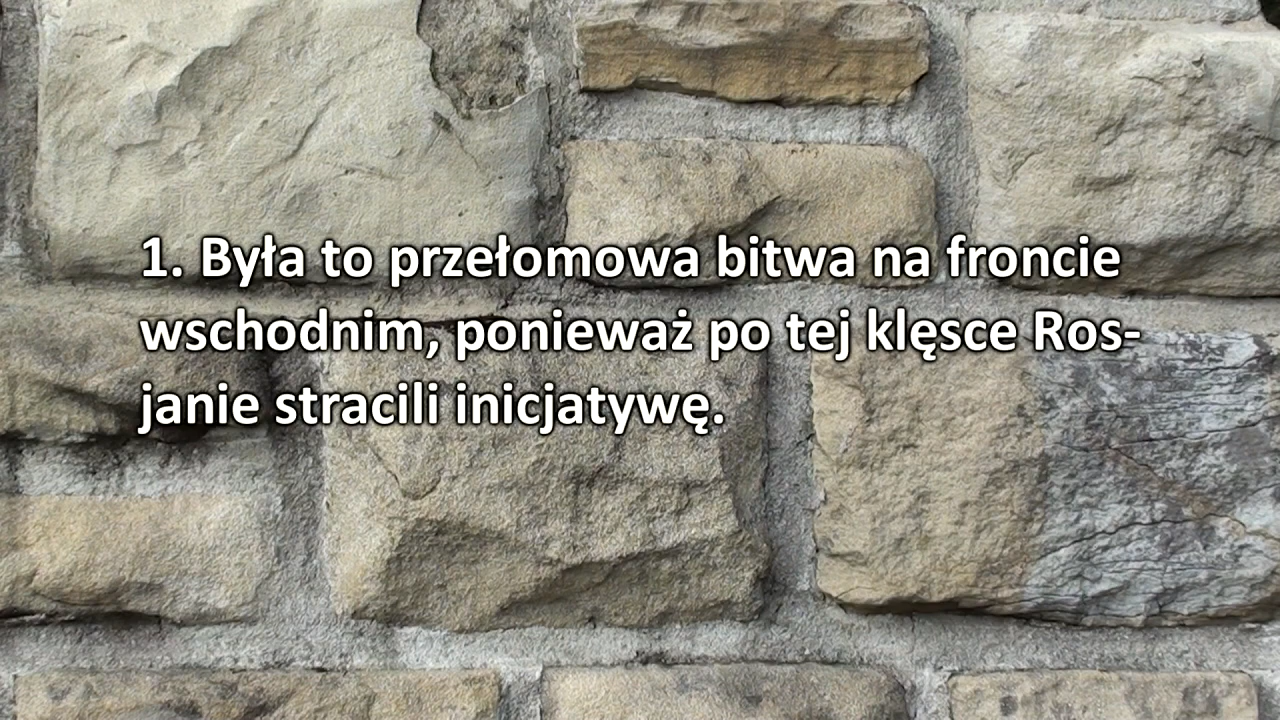 1. Była to przełomowa bitwa na froncie
wschodnim, ponieważ po tej klęsce Ros-
janie stracili inicjatywę.